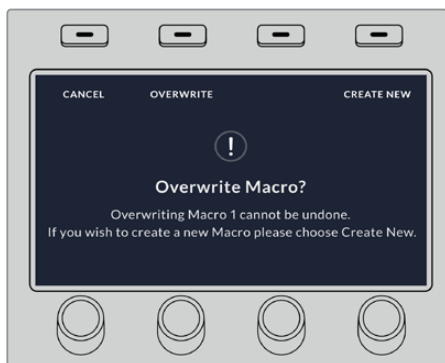 CANCEL OVERWRITE CREATE NEW
!
Overwrite Macro?
Overwriting Macro 1 cannot be undone.
If you wish to create a new Macro please choose Create New.